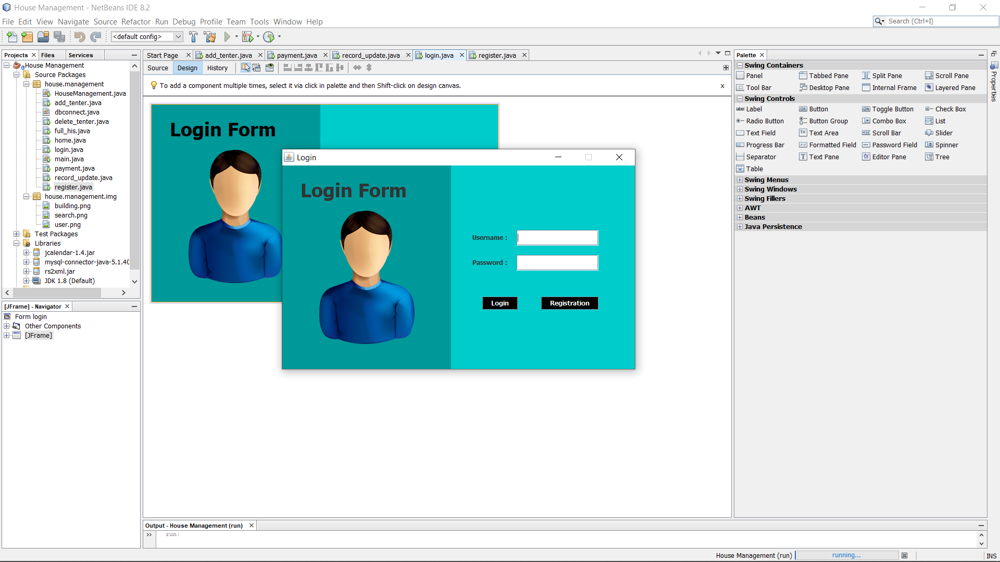 House Management - NetBeans IDE 8.2
File Edit View Navigate Source Refactor Run Debug Profile Team Tools Window Help
Search (Ctrl+I)
<default config>
Projects Files Services
House Management
Source Packages
house.management
HouseManagement.java
add_tenter.java
dbconnect.java
delete_tenter.java
full_his.java
home.java
login.java
main.java
payment.java
record_update.java
register.java
house.management.img
building.png
search.png
user.png
Test Packages
Libraries
jcalendar-1.4.jar
mysql-connector-java-5.1.40
rs2xml.jar
JDK 1.8 (Default)
[JFrame] - Navigator
Form login
Other Components
[JFrame]
Start Page add_tenter.java payment.java record_update.java login.java register.java
Source Design History
To add a component multiple times, select it via click in palette and then Shift-click on design canvas.
x
Login Form
Login
Login Form
Username :
Password :
Login Registration
Palette
Swing Containers
Panel Tabbed Pane Split Pane Scroll Pane
Tool Bar Desktop Pane Internal Frame Layered Pane
Swing Controls
Label Button Toggle Button Check Box
Radio Button Button Group Combo Box List
Text Field Text Area Scroll Bar Slider
Progress Bar Formatted Field Password Field Spinner
Separator Text Pane Editor Pane Tree
Table
Swing Menus
Swing Windows
Swing Fillers
AWT
Beans
Java Persistence
Properties
Output - House Management (run)
run:
House Management (run) running...
INS